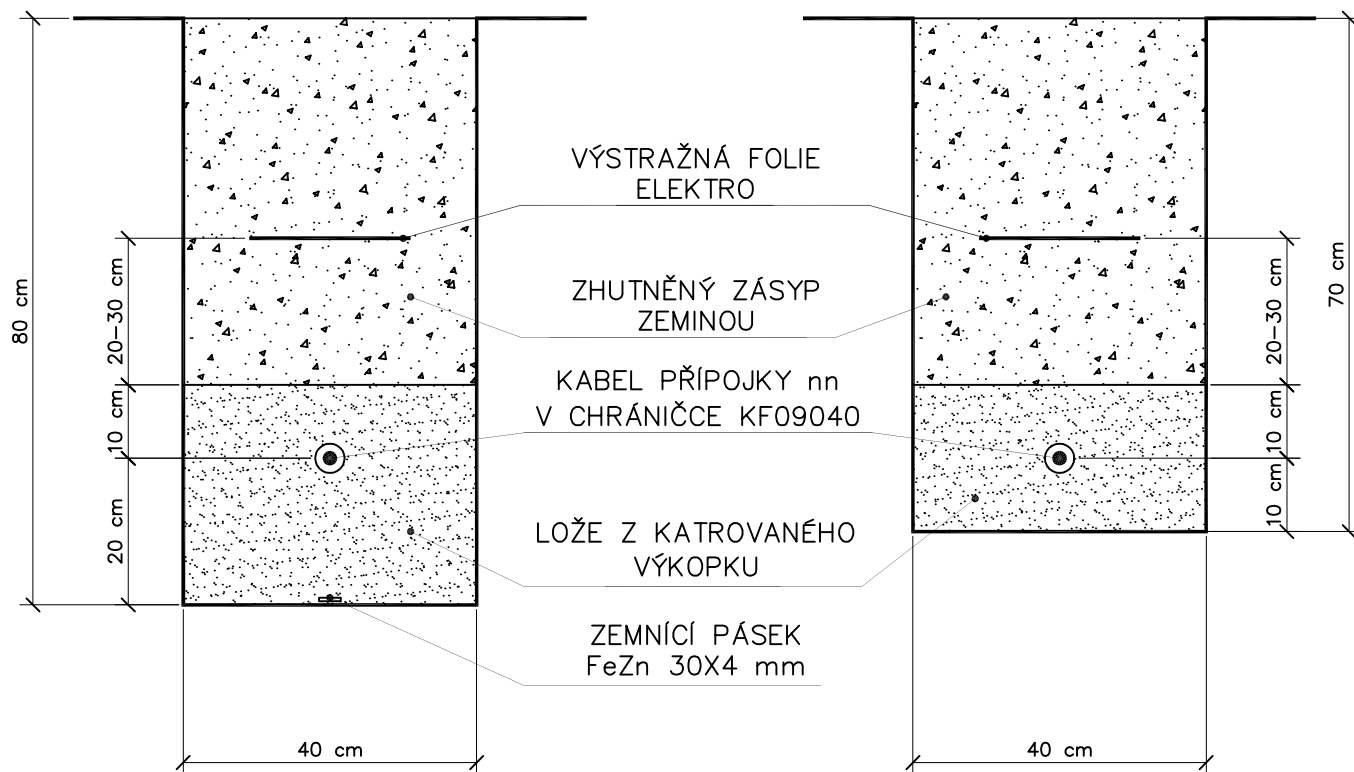 VÝSTRAŽNÁ FOLIE
ELEKTRO
ZHUTNĚNÝ ZÁSYP
ZEMINOU
KABEL PŘÍPOJKY nn
V CHRÁNIČCE KF09040
LOŽE Z KATROVANÉHO
VÝKOPKU
ZEMNÍCÍ PÁSEK
FeZn 30X4 mm
80 cm
20-30 cm
10 cm
20 cm
40 cm
70 cm
20-30 cm
10 cm
10 cm
40 cm